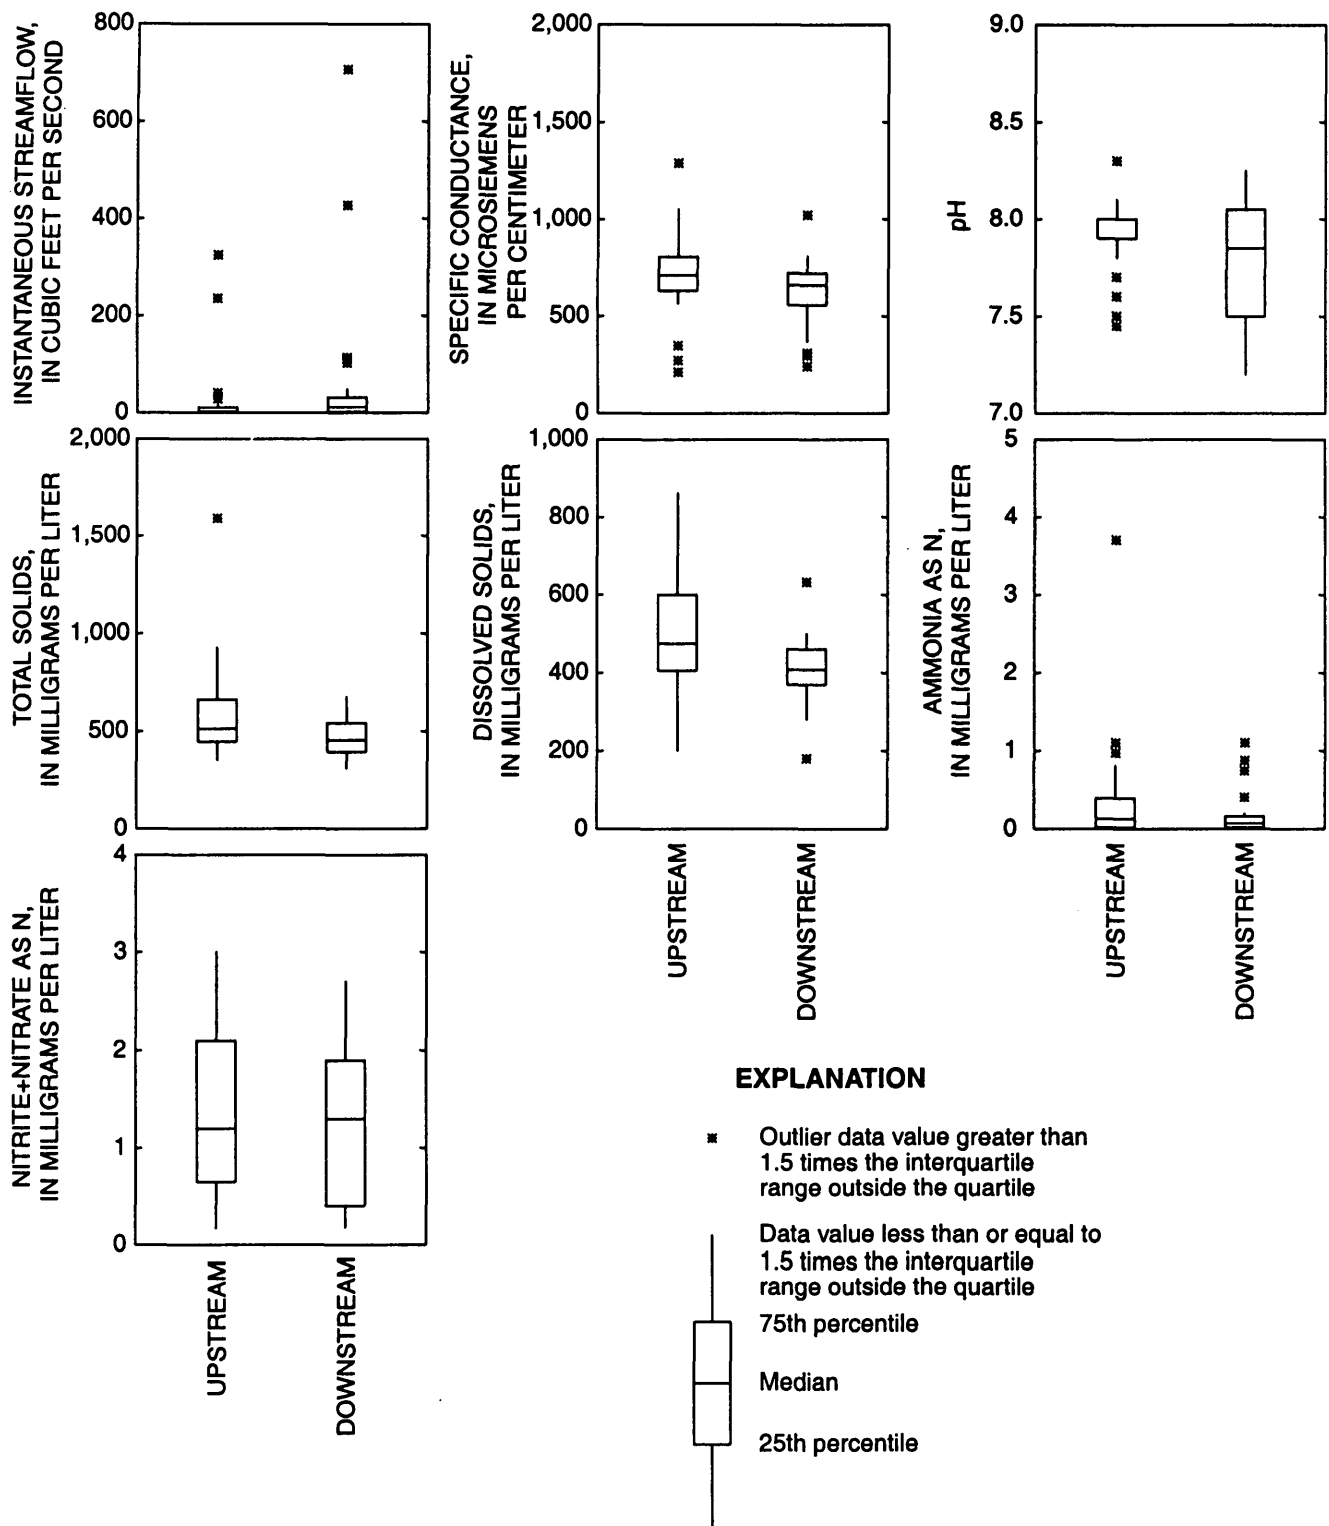 INSTANTANEOUS STREAMFLOW,
IN CUBIC FEET PER SECOND
800
600
400
200
0
SPECIFIC CONDUCTANCE,
IN MICROSIEMENS
PER CENTIMETER
2,000
1,500
1,000
500
0
pH
9.0
8.5
8.0
7.5
7.0
TOTAL SOLIDS,
IN MILLIGRAMS PER LITER
2,000
1,500
1,000
500
0
DISSOLVED SOLIDS,
IN MILLIGRAMS PER LITER
1,000
800
600
400
200
0
UPSTREAM
DOWNSTREAM
AMMONIA AS N,
IN MILLIGRAMS PER LITER
5
4
3
2
1
0
UPSTREAM
DOWNSTREAM
NITRITE+NITRATE AS N,
IN MILLIGRAMS PER LITER
4
3
2
1
0
UPSTREAM
DOWNSTREAM
EXPLANATION
Outlier data value greater than
1.5 times the interquartile
range outside the quartile
Data value less than or equal to
1.5 times the interquartile
range outside the quartile
75th percentile
Median
25th percentile